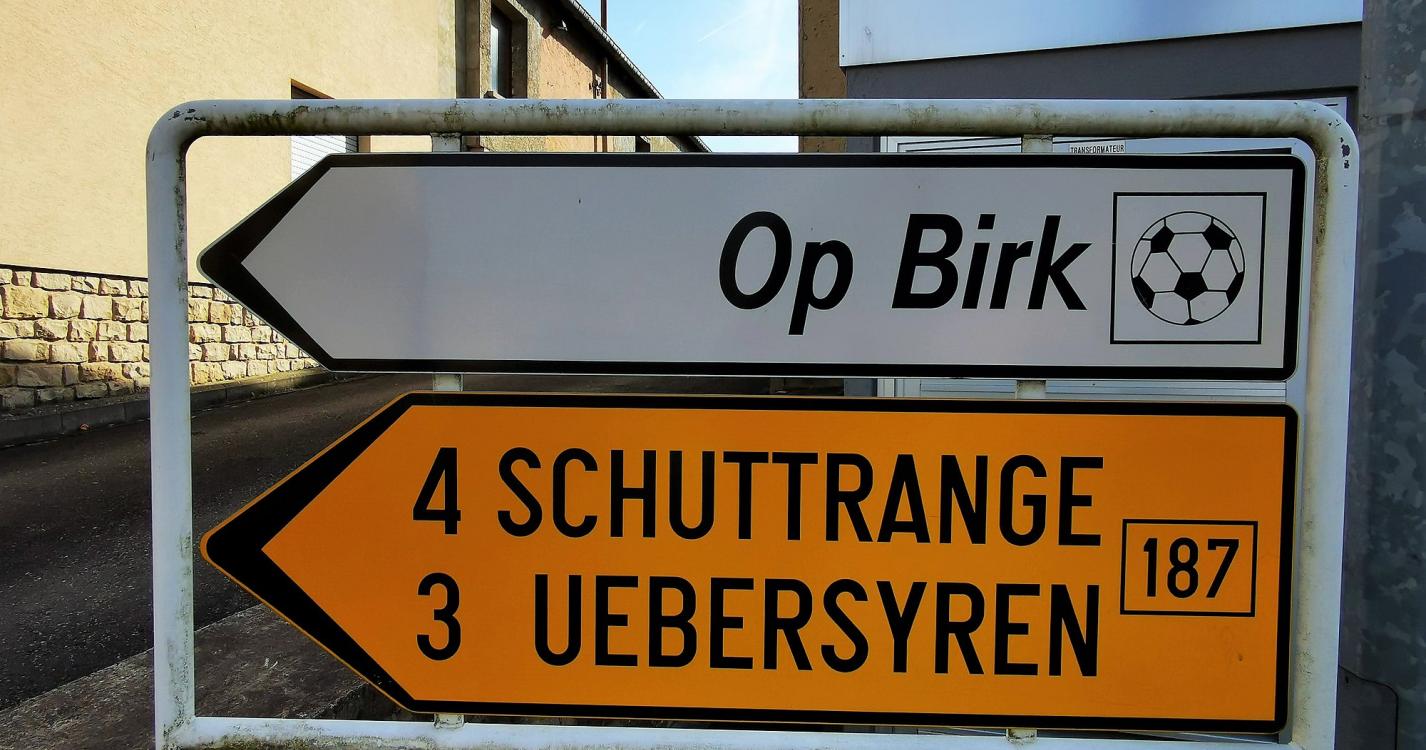 TRANSFORMATEUR
Op Birk
4 SCHUTTRANGE
187
3 UEBERSYREN